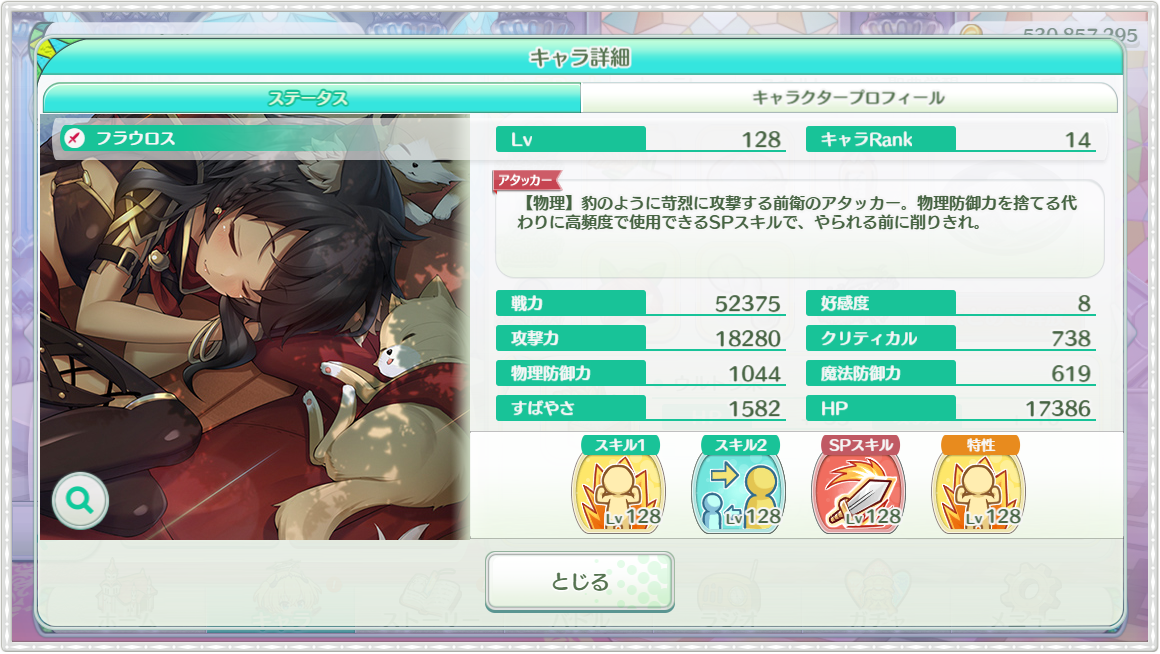 530,857,295
キャラ詳細
ステータス
キャラクタープロフィール
フラウロス
Lv 128
キャラRank 14
アタッカー
【物理】豹のように苛烈に攻撃する前衛のアタッカー。物理防御力を捨てる代
わりに高頻度で使用できるSPスキルで、やられる前に削りきれ。
戦力 52375
好感度 8
攻撃力 18280
クリティカル 738
物理防御力 1044
魔法防御力 619
すばやさ 1582
HP 17386
スキル1
スキル2
SPスキル
特性
Lv 128
Lv 128
Lv 128
Lv 128
とじる